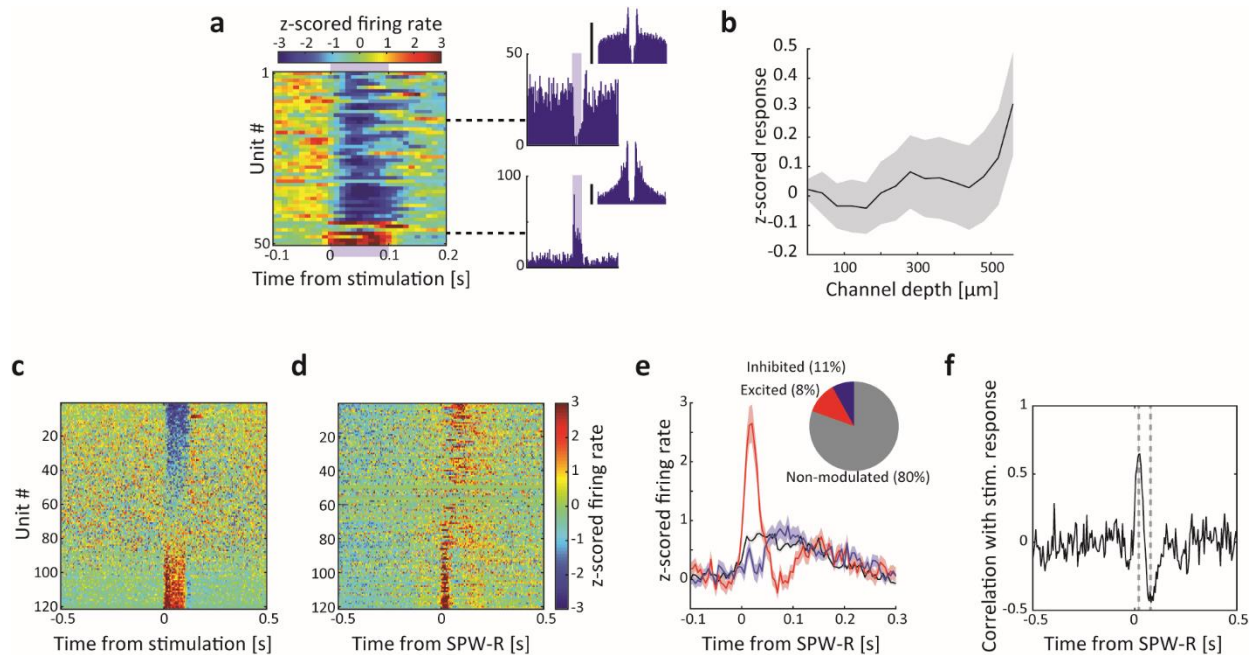 a
z-scored firing rate
-3 -2 -1 0 1 2 3
1
50
Unit #
-0.1 0 0.1 0.2
Time from stimulation [s]
50
0
100
0
b
0.5
0.4
0.3
0.2
0.1
0
-0.1
-0.2
z-scored response
100 300 500
Channel depth [µm]
c
20
40
60
80
100
120
Unit #
-0.5 0 0.5
Time from stimulation [s]
d
20
40
60
80
100
120
-0.5 0 0.5
Time from SPW-R [s]
3
2
1
0
-1
-2
-3
z-scored firing rate
e
Inhibited (11%)
Excited (8%)
Non-modulated (80%)
3
2
1
0
z-scored firing rate
-0.1 0 0.1 0.2 0.3
Time from SPW-R [s]
f
1
0.5
0
-0.5
Correlation with stim. response
-0.5 0 0.5
Time from SPW-R [s]